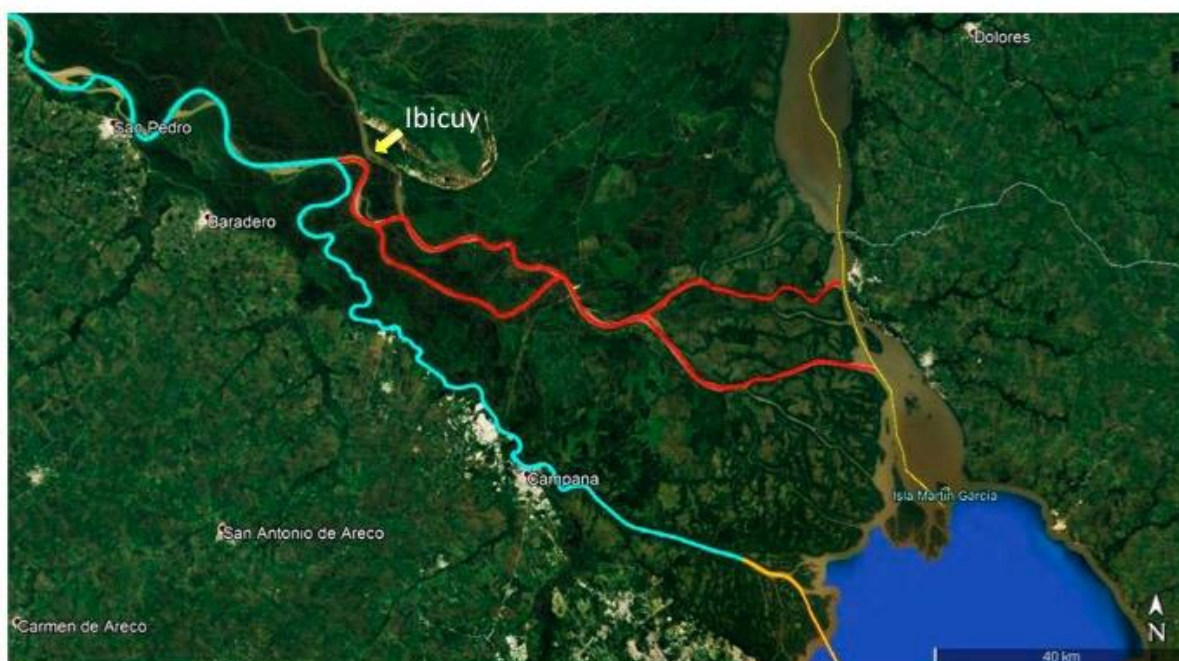 Dolores
Ibicuy
San Pedro
Baradero
Campana
Isla Martín García
San Antonio de Areco
Carmen de Areco
N
40 km